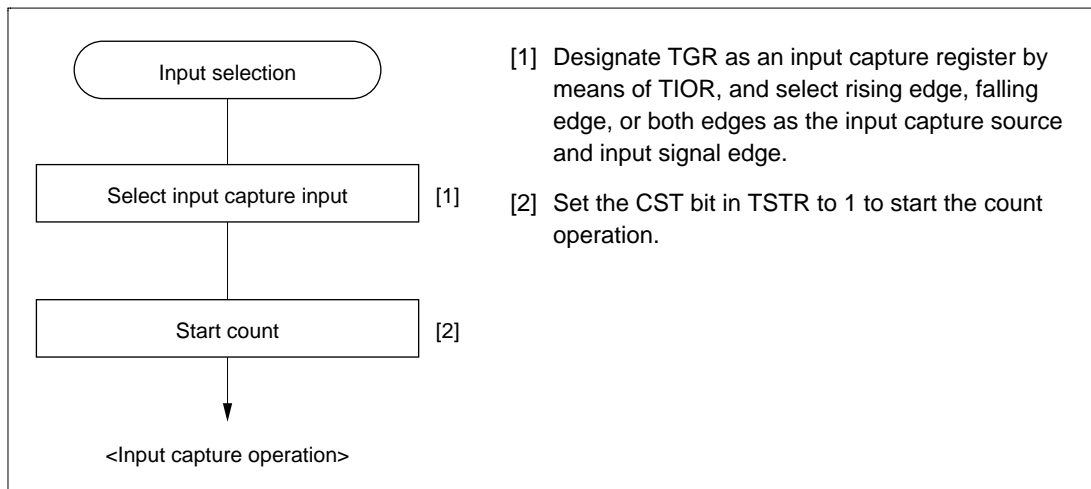 Input selection
Select input capture input
[1]
Start count
[2]
<Input capture operation>
[1] Designate TGR as an input capture register by
means of TIOR, and select rising edge, falling
edge, or both edges as the input capture source
and input signal edge.
[2] Set the CST bit in TSTR to 1 to start the count
operation.